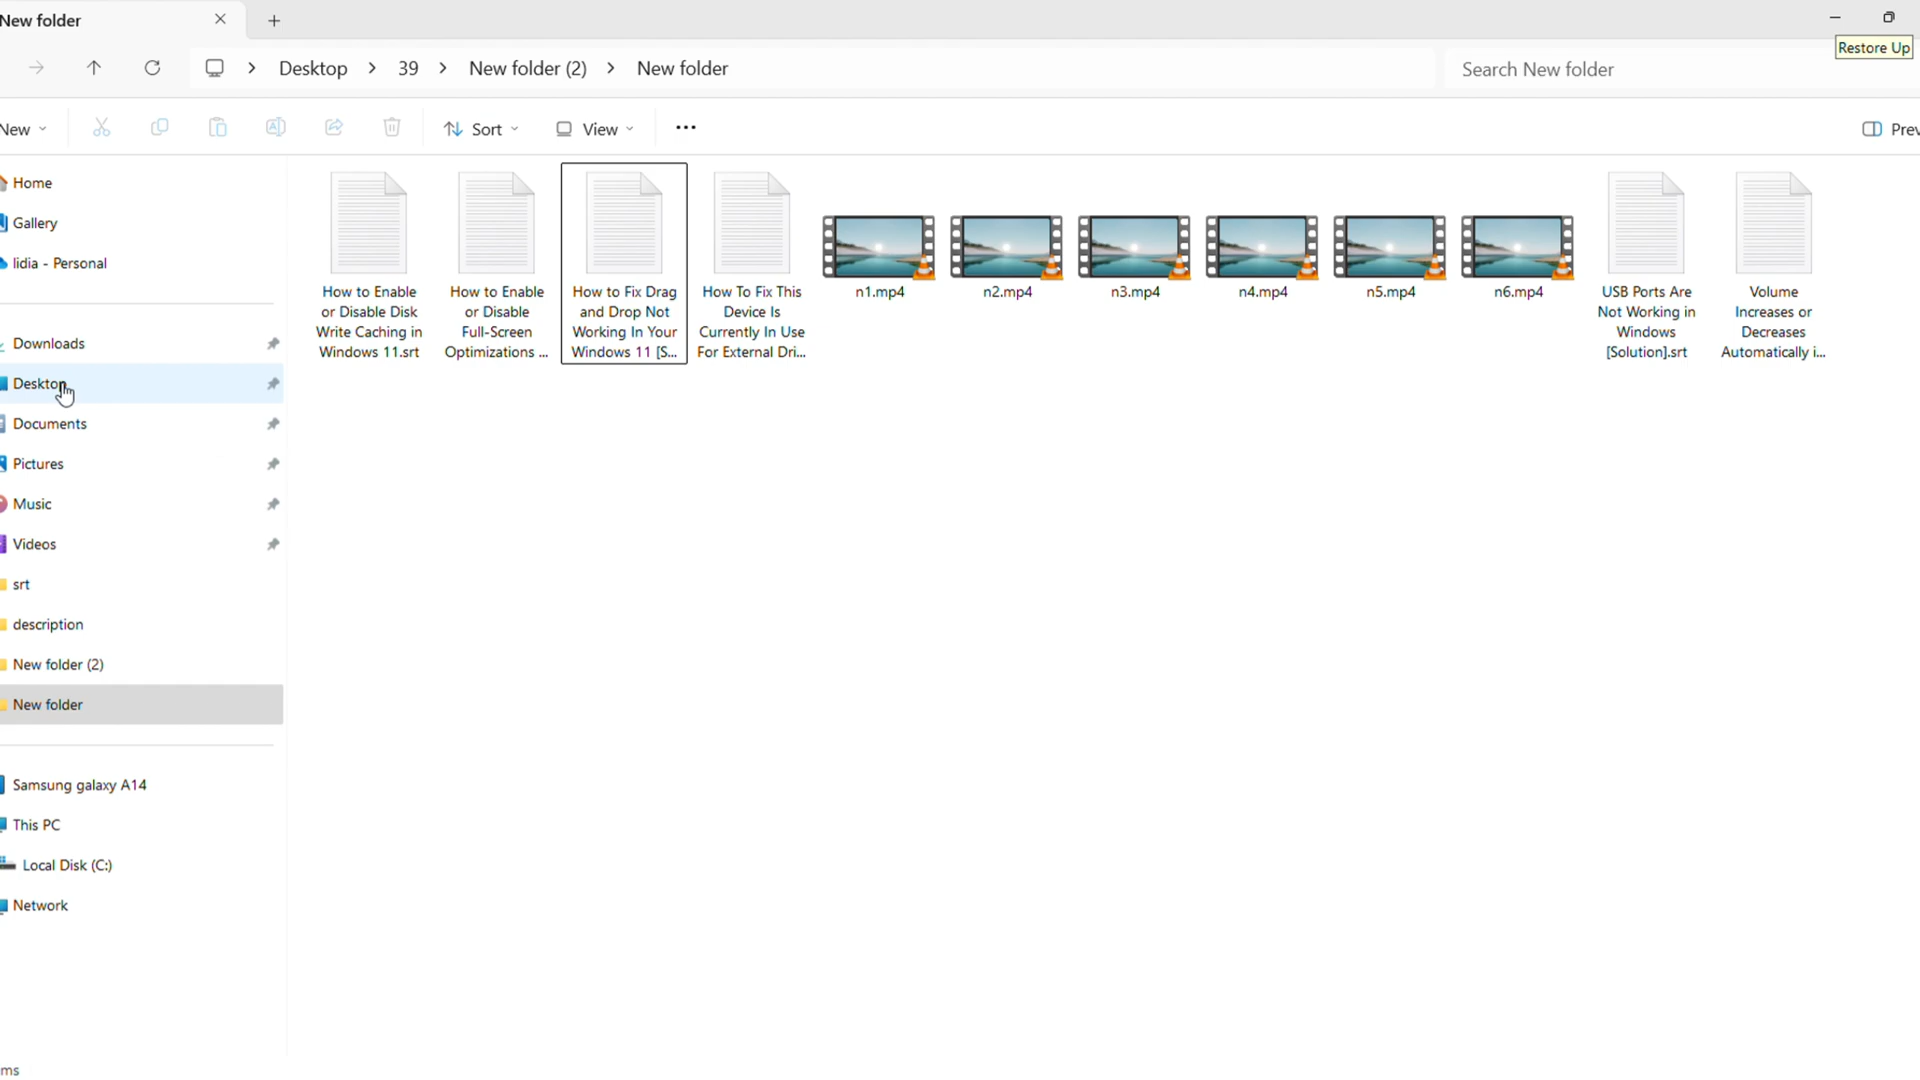 New folder
Restore Up
Desktop
39
New folder (2)
New folder
Search New folder
New
Sort
View
...
Prev
Home
Gallery
lidia - Personal
Downloads
Desktop
Documents
Pictures
Music
Videos
srt
description
New folder (2)
New folder
Samsung galaxy A14
This PC
Local Disk (C:)
Network
How to Enable
or Disable Disk
Write Caching in
Windows 11.srt
How to Enable
or Disable
Full-Screen
Optimizations ...
How to Fix Drag
and Drop Not
Working In Your
Windows 11 [S...
How To Fix This
Device Is
Currently In Use
For External Dri...
n1.mp4
n2.mp4
n3.mp4
n4.mp4
n5.mp4
n6.mp4
USB Ports Are
Not Working in
Windows
[Solution].srt
Volume
Increases or
Decreases
Automatically i...
ms